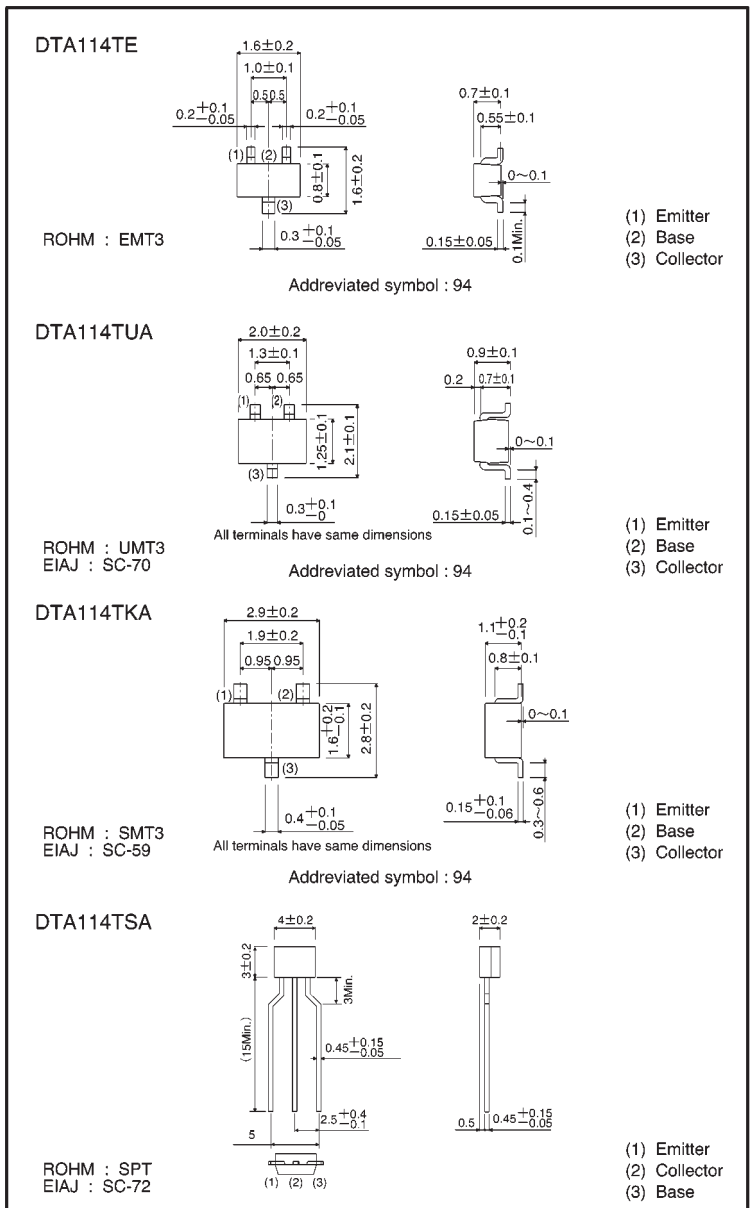 DTA114TE
1.6±0.2
1.0±0.1
0.5 0.5
0.2 +0.1 −0.05
0.2 +0.1 −0.05
(1) (2)
(3)
0.8±0.1
1.6±0.2
0.3 +0.1 −0.05
0.7±0.1
0.55±0.1
0～0.1
0.15±0.05
0.1Min.
ROHM : EMT3
(1) Emitter
(2) Base
(3) Collector
Addreviated symbol : 94
DTA114TUA
2.0±0.2
1.3±0.1
0.65 0.65
(1) (2)
(3)
1.25±0.1
2.1±0.1
0.3 +0.1 −0
All terminals have same dimensions
0.9±0.1
0.2 0.7±0.1
0～0.1
0.15±0.05
0.1～0.4
ROHM : UMT3
EIAJ : SC-70
(1) Emitter
(2) Base
(3) Collector
Addreviated symbol : 94
DTA114TKA
2.9±0.2
1.9±0.2
0.95 0.95
(1) (2)
(3)
1.6 +0.2 −0.1
2.8±0.2
0.4 +0.1 −0.05
All terminals have same dimensions
1.1 +0.2 −0.1
0.8±0.1
0～0.1
0.15 +0.1 −0.06
0.3～0.6
ROHM : SMT3
EIAJ : SC-59
(1) Emitter
(2) Base
(3) Collector
Addreviated symbol : 94
DTA114TSA
4±0.2
2±0.2
3±0.2
3Min.
(15Min.)
0.45 +0.15 −0.05
2.5 +0.4 −0.1
5
0.5 0.45 +0.15 −0.05
(1) (2) (3)
ROHM : SPT
EIAJ : SC-72
(1) Emitter
(2) Collector
(3) Base